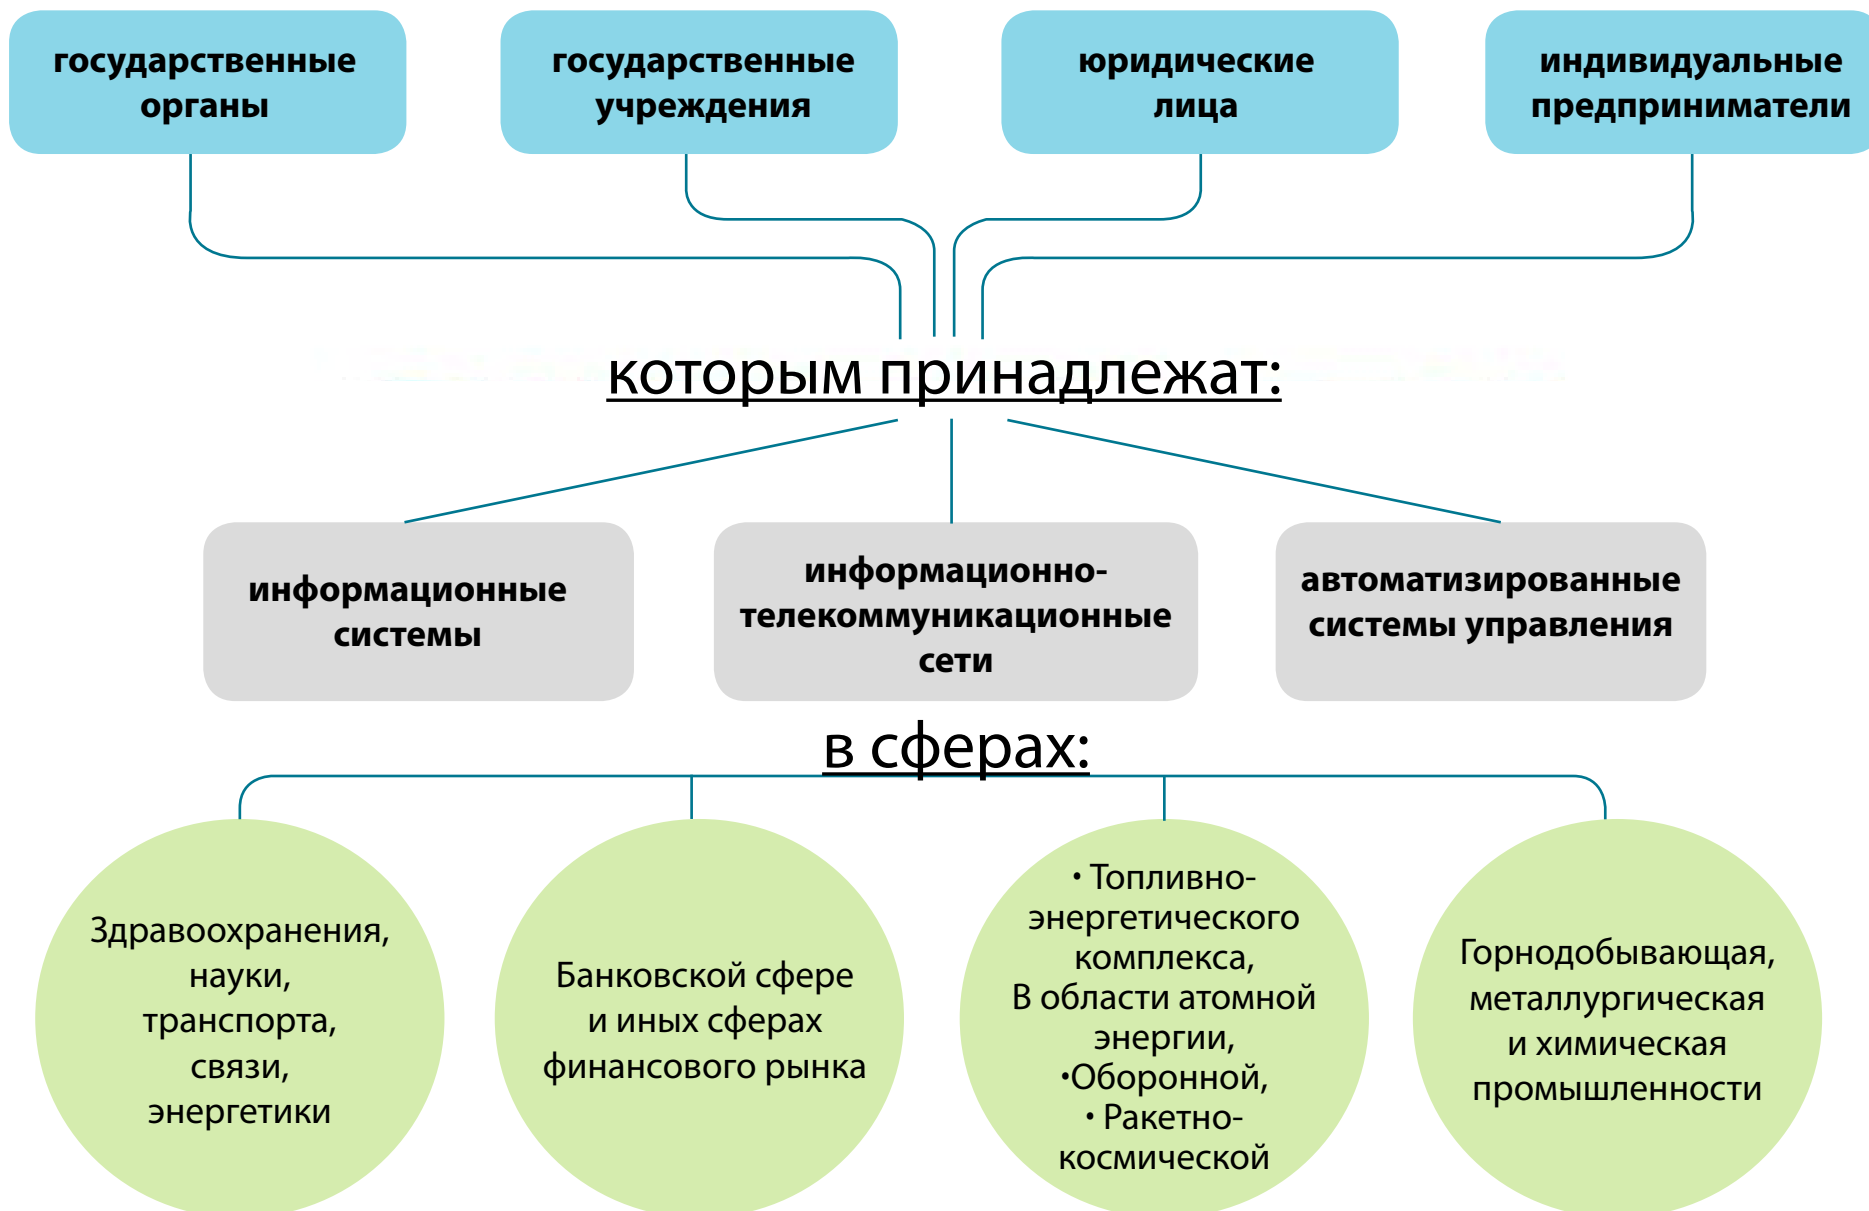 государственные
органы
государственные
учреждения
юридические
лица
индивидуальные
предприниматели
которым принадлежат:
информационные
системы
информационно-
телекоммуникационные
сети
автоматизированные
системы управления
в сферах:
Здравоохранения,
науки,
транспорта,
связи,
энергетики
Банковской сфере
и иных сферах
финансового рынка
• Топливно-
энергетического
комплекса,
В области атомной
энергии,
•Оборонной,
• Ракетно-
космической
Горнодобывающая,
металлургическая
и химическая
промышленности